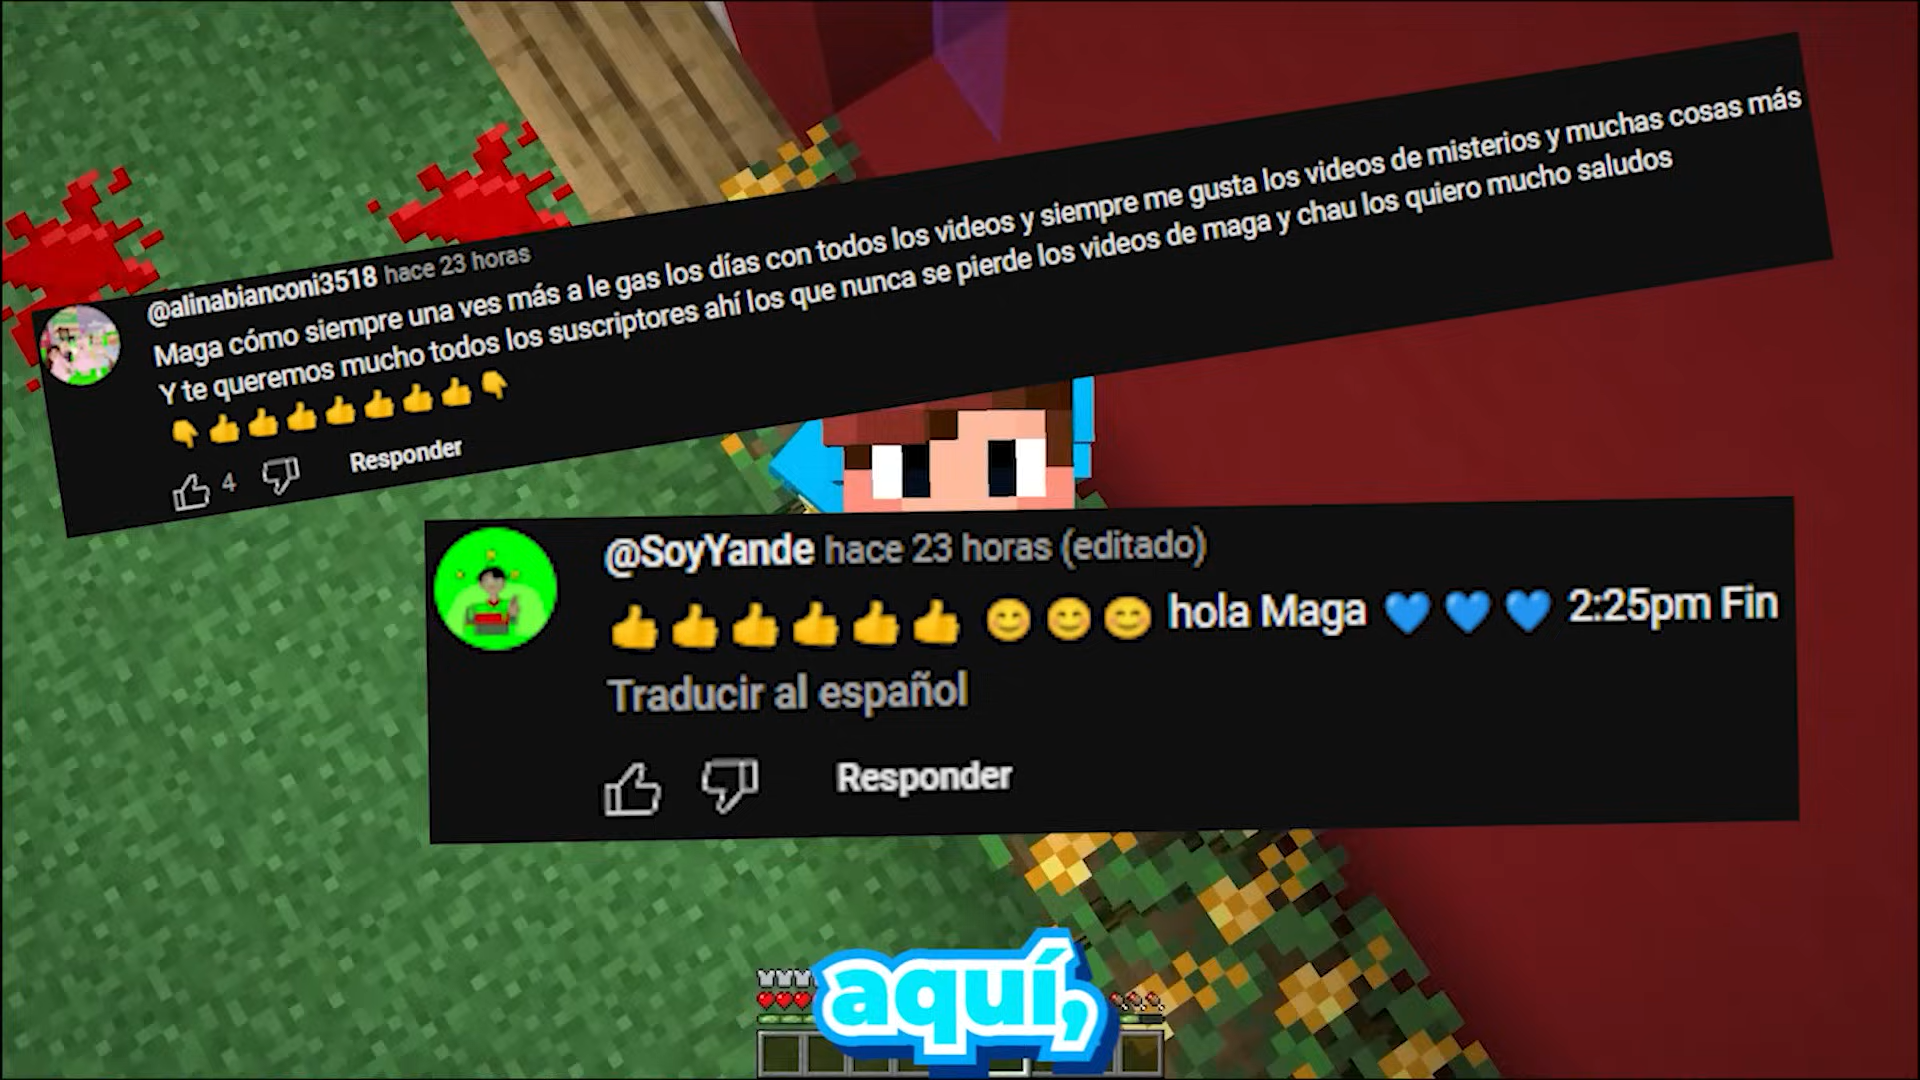 @alinabianconi3518 hace 23 horas
Maga cómo siempre una ves más a le gas los días con todos los videos y siempre me gusta los videos de misterios y muchas cosas más
Y te queremos mucho todos los suscriptores ahí los que nunca se pierde los videos de maga y chau los quiero mucho saludos
👇👍👍👍👍👍👍👍👇
4 Responder
@SoyYande hace 23 horas (editado)
👍👍👍👍👍👍 😊😊😊 hola Maga 💙💙💙 2:25pm Fin
Traducir al español
Responder
aquí,